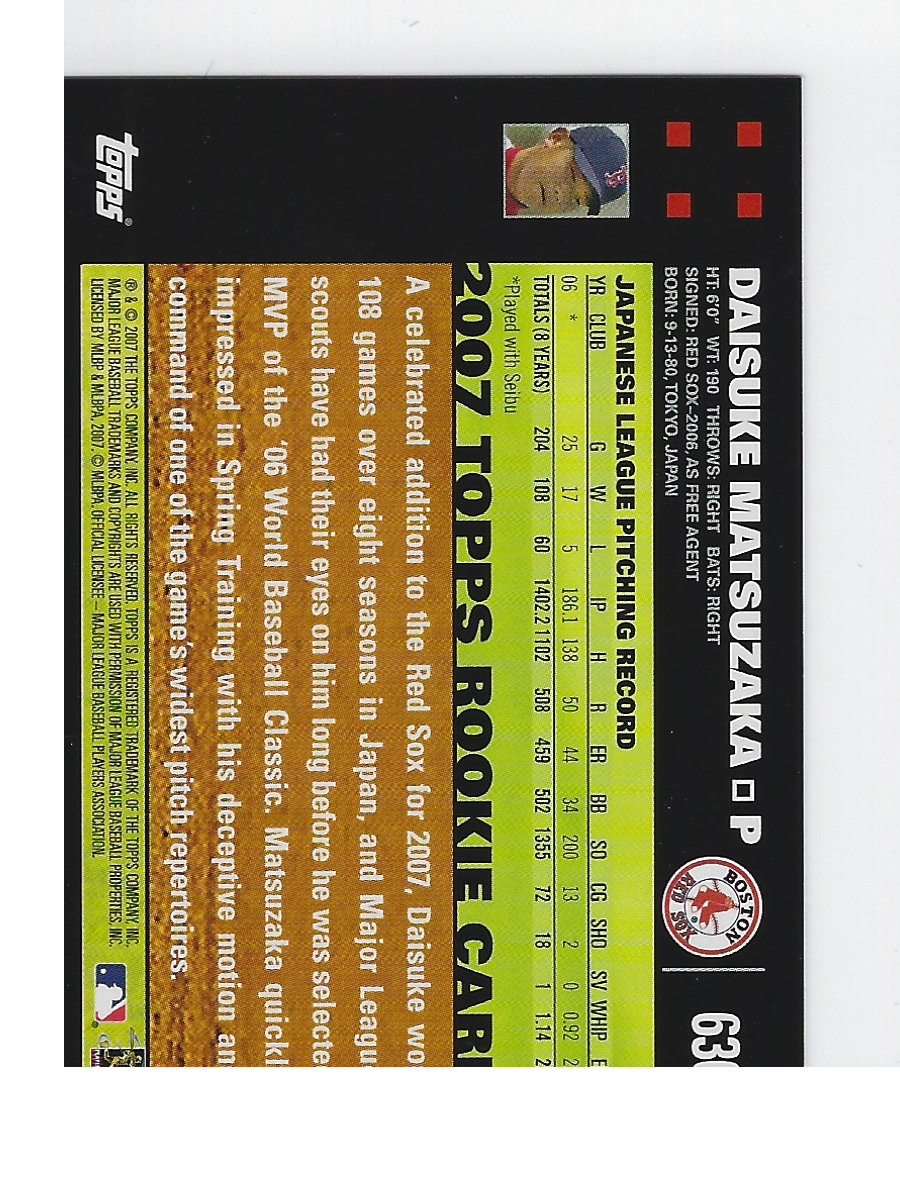 DAISUKE MATSUZAKA P
HT: 6'0" WT: 190 THROWS: RIGHT BATS: RIGHT
SIGNED: RED SOX–2006, AS FREE AGENT
BORN: 9-13-80, TOKYO, JAPAN
BOSTON
RED SOX
63
JAPANESE LEAGUE PITCHING RECORD
YR CLUB G W L IP H R ER BB SO CG SHO SV WHIP E
06 * 25 17 5 186.1 138 50 44 34 200 13 2 0 0.92 2
TOTALS (8 YEARS) 204 108 60 1402.2 1102 508 459 502 1355 72 18 1 1.14 2
*Played with Seibu
2007 TOPPS ROOKIE CAR
A celebrated addition to the Red Sox for 2007, Daisuke wo
108 games over eight seasons in Japan, and Major Leagu
scouts have had their eyes on him long before he was selecte
MVP of the '06 World Baseball Classic. Matsuzaka quickl
impressed in Spring Training with his deceptive motion an
command of one of the game's widest pitch repertoires.
topps®
® & © 2007 THE TOPPS COMPANY, INC. ALL RIGHTS RESERVED. TOPPS IS A REGISTERED TRADEMARK OF THE TOPPS COMPANY, INC.
MAJOR LEAGUE BASEBALL TRADEMARKS AND COPYRIGHTS ARE USED WITH PERMISSION OF MAJOR LEAGUE BASEBALL PROPERTIES INC.
LICENSED BY MLBP & MLBPA, 2007. © MLBPA. OFFICIAL LICENSEE – MAJOR LEAGUE BASEBALL PLAYERS ASSOCIATION.